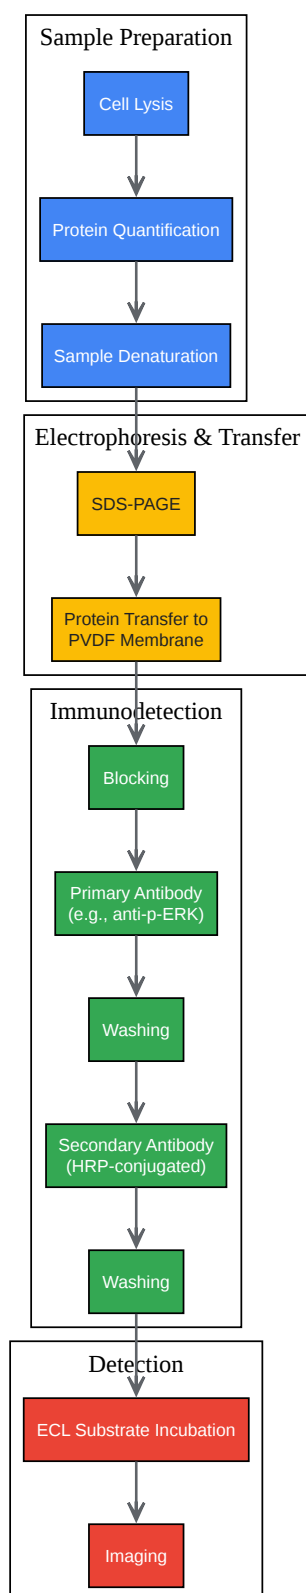 Sample Preparation
Cell Lysis
Protein Quantification
Sample Denaturation
Electrophoresis & Transfer
SDS-PAGE
Protein Transfer to
PVDF Membrane
Immunodetection
Blocking
Primary Antibody
(e.g., anti-p-ERK)
Washing
Secondary Antibody
(HRP-conjugated)
Washing
Detection
ECL Substrate Incubation
Imaging